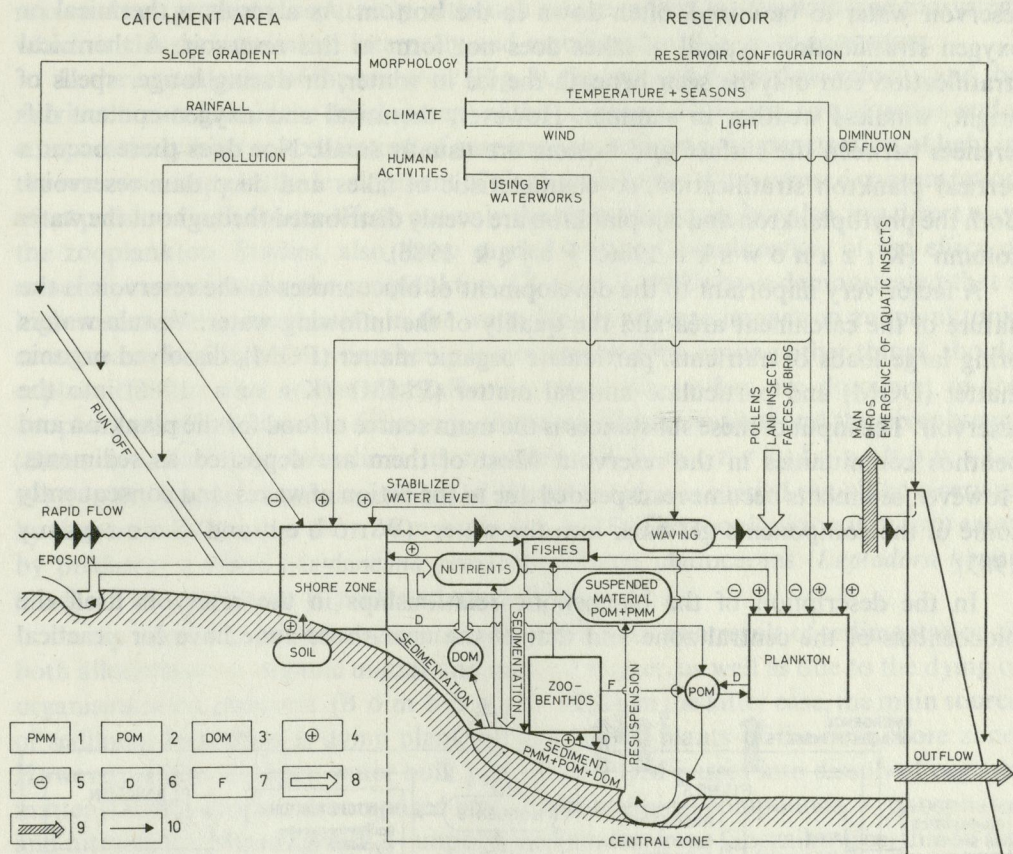 CATCHMENT AREA
RESERVOIR
SLOPE GRADIENT
MORPHOLOGY
RESERVOIR CONFIGURATION
RAINFALL
CLIMATE
TEMPERATURE + SEASONS
WIND
LIGHT
DIMINUTION
OF FLOW
POLLUTION
HUMAN
ACTIVITIES
USING BY
WATERWORKS
POLLENS
LAND INSECTS
FAECES OF BIRDS
MAN
BIRDS
EMERGENCE OF AQUATIC INSECTS
RUN-OFF
RAPID FLOW
⊖ ⊕ ⊖
STABILIZED
WATER LEVEL
EROSION
⊕
FISHES
WAVING
NUTRIENTS
SHORE ZONE
SUSPENDED
MATERIAL
POM+PMM
⊖ ⊕ ⊖ ⊕
⊕
SOIL
D
D
DOM
SEDIMENTATION
SEDIMENTATION
ZOO-
BENTHOS
F
RESUSPENSION
POM
D
PLANKTON
⊕ D
SEDIMENT
PMM+POM+DOM
OUTFLOW
CENTRAL ZONE
PMM 1
POM 2
DOM 3
⊕ 4
⊖ 5
D 6
F 7
8
9
10